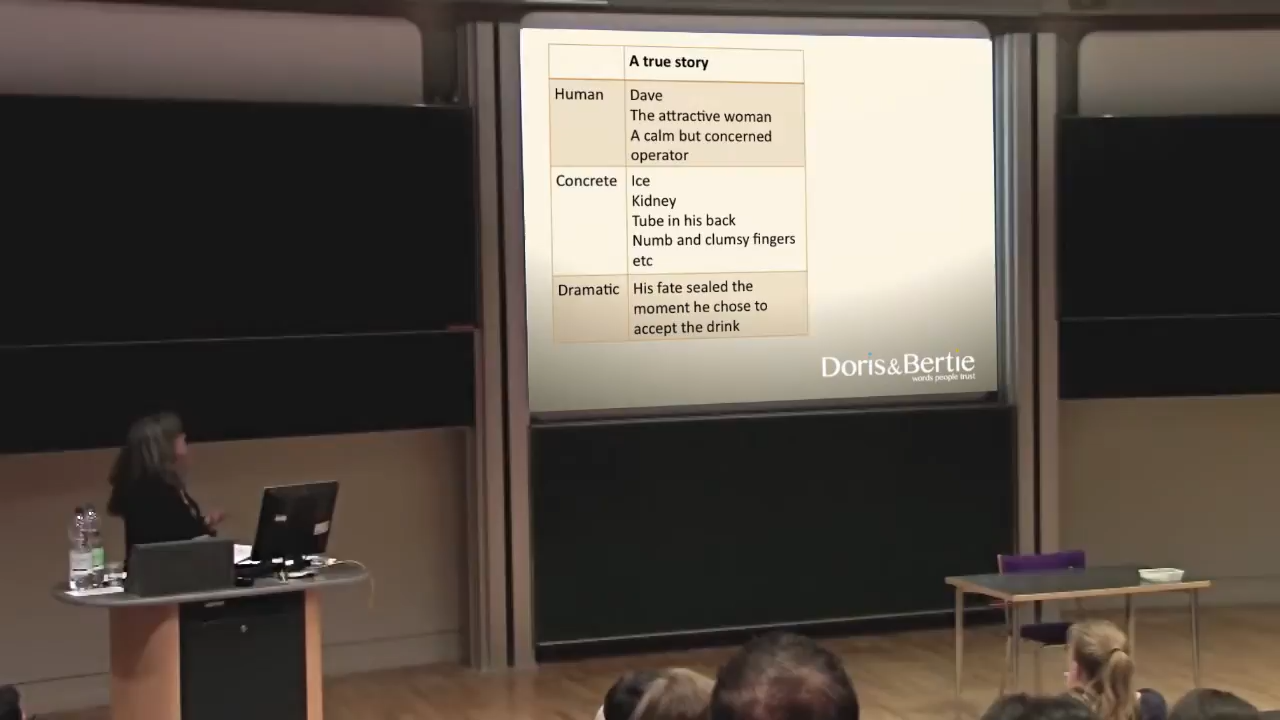 A true story
Human
Dave
The attractive woman
A calm but concerned
operator
Concrete
Ice
Kidney
Tube in his back
Numb and clumsy fingers
etc
Dramatic
His fate sealed the
moment he chose to
accept the drink
Doris&Bertie
words people trust